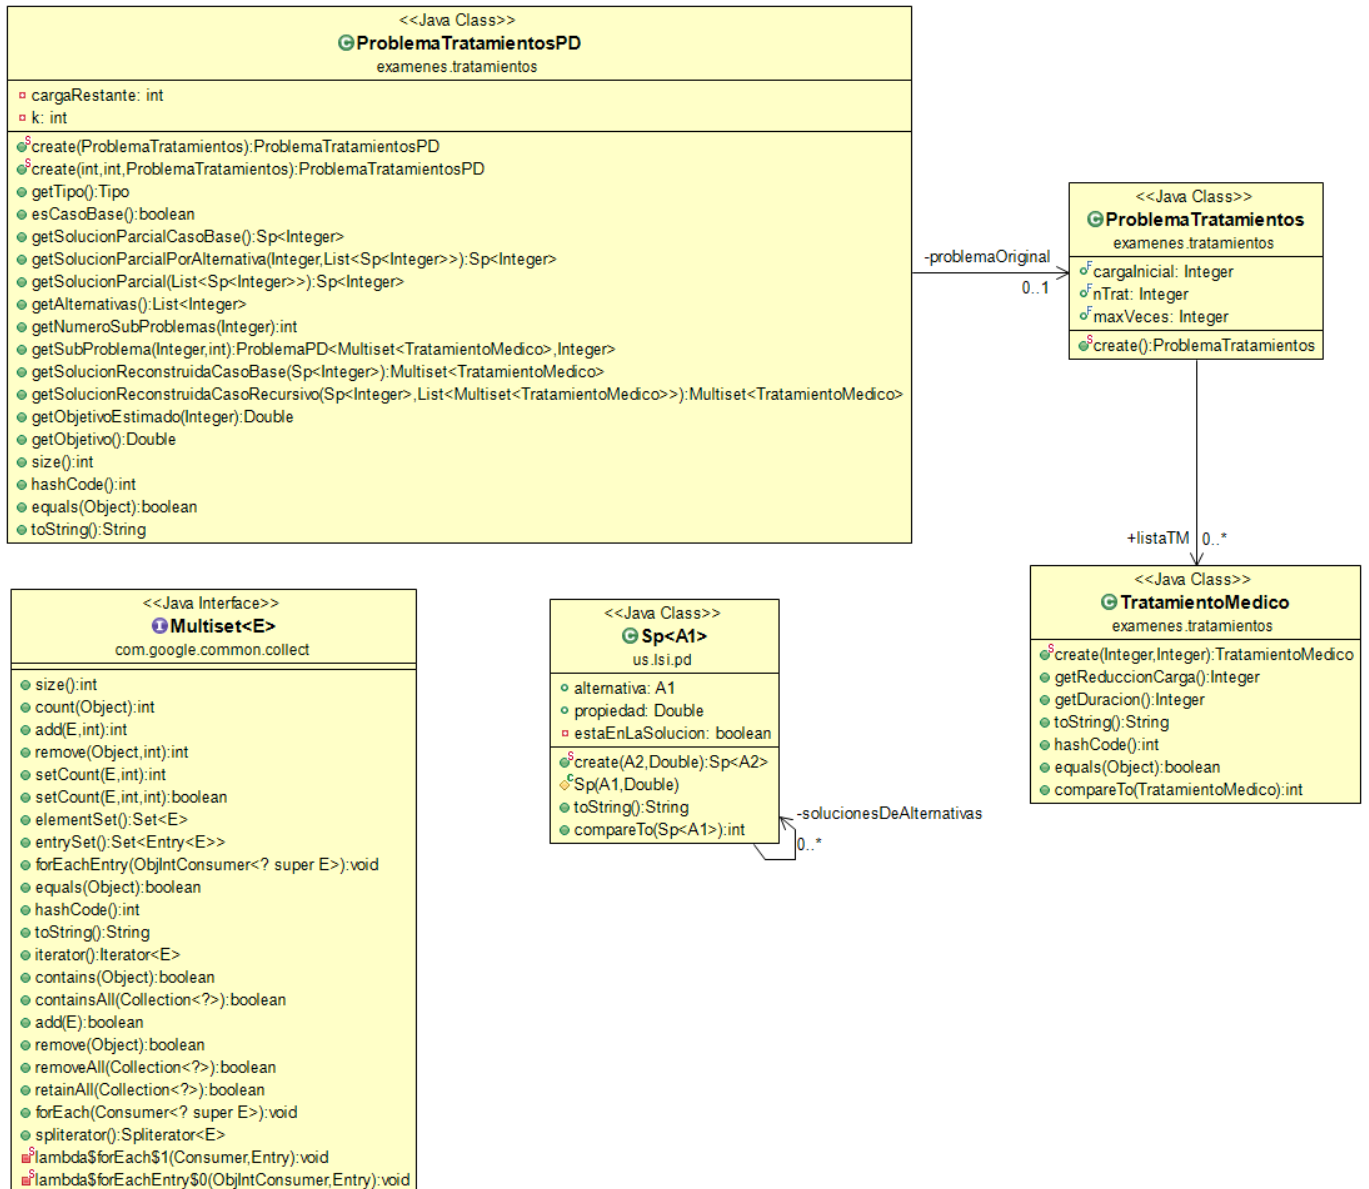 <<Java Class>>
ProblemaTratamientosPD
examenes.tratamientos
cargaRestante: int
k: int
create(ProblemaTratamientos):ProblemaTratamientosPD
create(int,int,ProblemaTratamientos):ProblemaTratamientosPD
getTipo():Tipo
esCasoBase():boolean
getSolucionParcialCasoBase():Sp<Integer>
getSolucionParcialPorAlternativa(Integer,List<Sp<Integer>>):Sp<Integer>
getSolucionParcial(List<Sp<Integer>>):Sp<Integer>
getAlternativas():List<Integer>
getNumeroSubProblemas(Integer):int
getSubProblema(Integer,int):ProblemaPD<Multiset<TratamientoMedico>,Integer>
getSolucionReconstruidaCasoBase(Sp<Integer>):Multiset<TratamientoMedico>
getSolucionReconstruidaCasoRecursivo(Sp<Integer>,List<Multiset<TratamientoMedico>>):Multiset<TratamientoMedico>
getObjetivoEstimado(Integer):Double
getObjetivo():Double
size():int
hashCode():int
equals(Object):boolean
toString():String
-problemaOriginal
0..1
<<Java Class>>
ProblemaTratamientos
examenes.tratamientos
cargaInicial: Integer
nTrat: Integer
maxVeces: Integer
create():ProblemaTratamientos
+listaTM 0..*
<<Java Class>>
TratamientoMedico
examenes.tratamientos
create(Integer,Integer):TratamientoMedico
getReduccionCarga():Integer
getDuracion():Integer
toString():String
hashCode():int
equals(Object):boolean
compareTo(TratamientoMedico):int
<<Java Interface>>
Multiset<E>
com.google.common.collect
size():int
count(Object):int
add(E,int):int
remove(Object,int):int
setCount(E,int):int
setCount(E,int,int):boolean
elementSet():Set<E>
entrySet():Set<Entry<E>>
forEachEntry(ObjIntConsumer<? super E>):void
equals(Object):boolean
hashCode():int
toString():String
iterator():Iterator<E>
contains(Object):boolean
containsAll(Collection<?>):boolean
add(E):boolean
remove(Object):boolean
removeAll(Collection<?>):boolean
retainAll(Collection<?>):boolean
forEach(Consumer<? super E>):void
spliterator():Spliterator<E>
lambda$forEach$1(Consumer,Entry):void
lambda$forEachEntry$0(ObjIntConsumer,Entry):void
<<Java Class>>
Sp<A1>
us.lsi.pd
alternativa: A1
propiedad: Double
estaEnLaSolucion: boolean
create(A2,Double):Sp<A2>
Sp(A1,Double)
toString():String
compareTo(Sp<A1>):int
-solucionesDeAlternativas
0..*